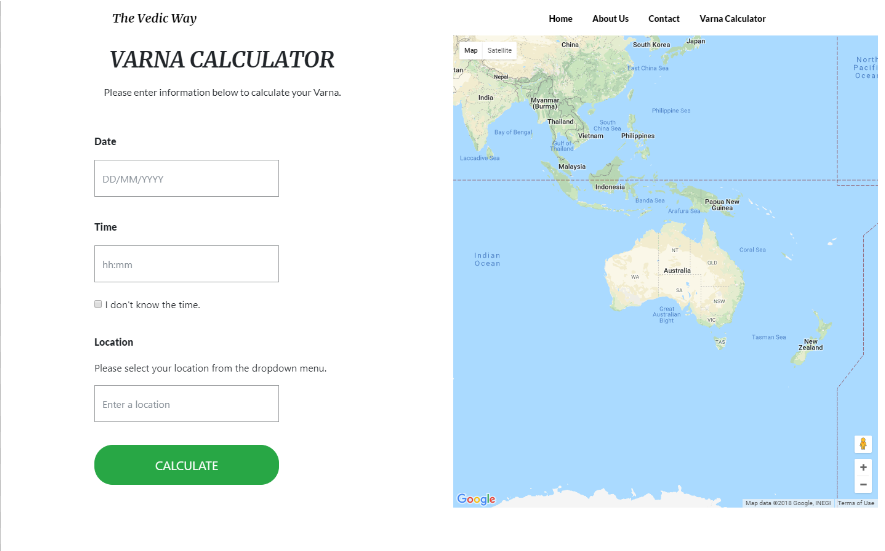 The Vedic Way
Home About Us Contact Varna Calculator
VARNA CALCULATOR
Please enter information below to calculate your Varna.
Date
DD/MM/YYYY
Time
hh:mm
I don't know the time.
Location
Please select your location from the dropdown menu.
Enter a location
CALCULATE
Map Satellite
China
South Korea
Japan
East China Sea
North
Pacific
Ocean
tan
Nepal
India
Myanmar
(Burma)
Philippine Sea
Thailand
South
China Sea
Bay of Bengal
Vietnam
Philippines
Gulf of
Thailand
Laccadive Sea
Malaysia
Indonesia
Banda Sea
Papua New
Guinea
Arafura Sea
Indian
Ocean
Coral Sea
NT
QLD
Australia
WA
SA
NSW
Great
Australian
Bight
VIC
Tasman Sea
TAS
New
Zealand
Google
Map data ©2018 Google, INEGI Terms of Use